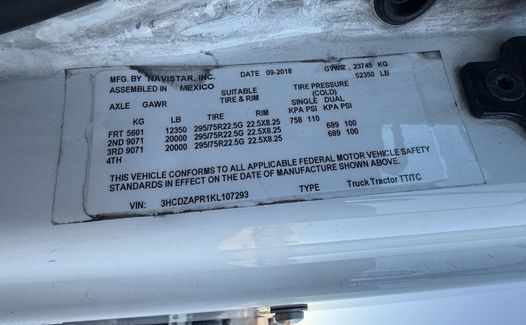 MFG. BY NAVISTAR, INC. DATE 09-2018 GVWR 23745 KG
ASSEMBLED IN MEXICO 52350 LB
SUITABLE TIRE PRESSURE
AXLE GAWR TIRE & RIM (COLD)
SINGLE DUAL
KG LB TIRE RIM KPA PSI KPA PSI
FRT 5601 12350 295/75R22.5G 22.5X8.25 758 110
2ND 9071 20000 295/75R22.5G 22.5X8.25 689 100
3RD 9071 20000 295/75R22.5G 22.5X8.25 689 100
4TH
THIS VEHICLE CONFORMS TO ALL APPLICABLE FEDERAL MOTOR VEHICLE SAFETY
STANDARDS IN EFFECT ON THE DATE OF MANUFACTURE SHOWN ABOVE.
VIN: 3HCDZAPR1KL107293 TYPE Truck Tractor TT/TC